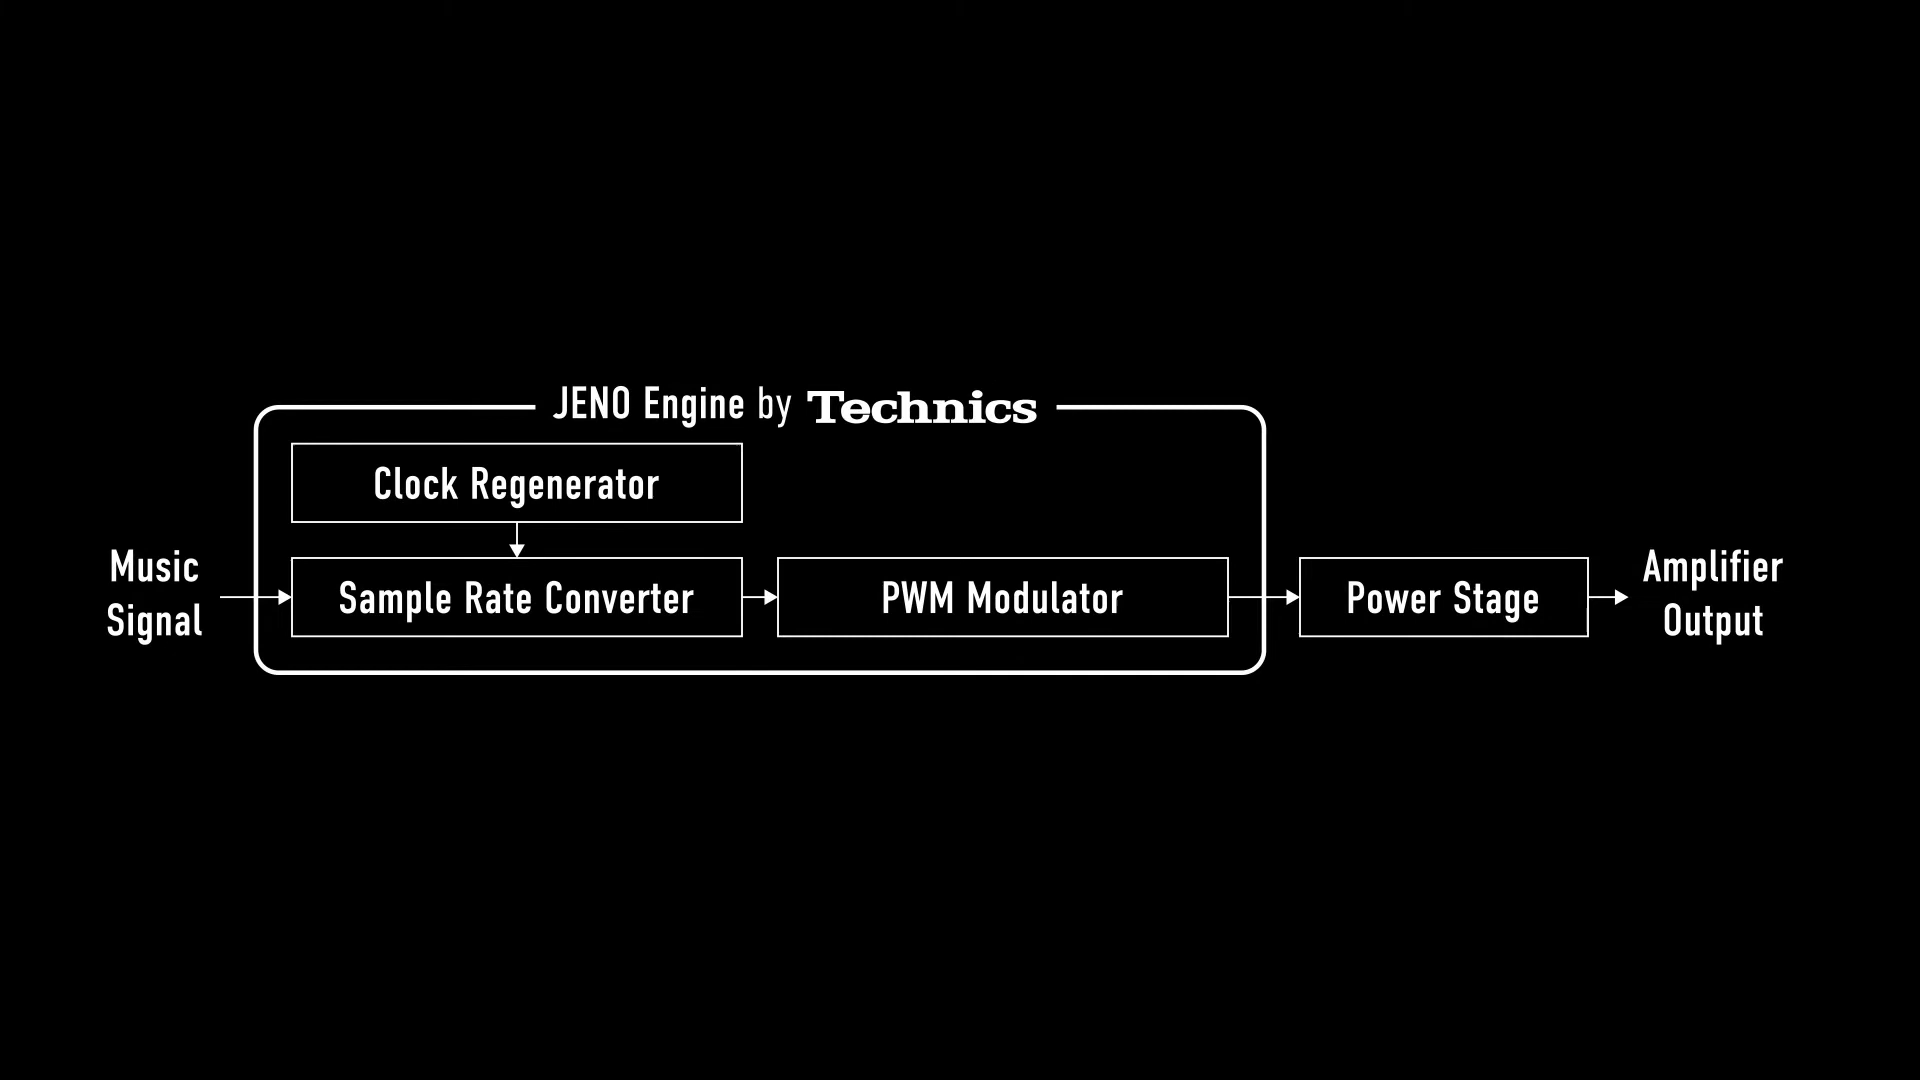 JENO Engine by Technics
Clock Regenerator
Music
Signal
Sample Rate Converter
PWM Modulator
Power Stage
Amplifier
Output